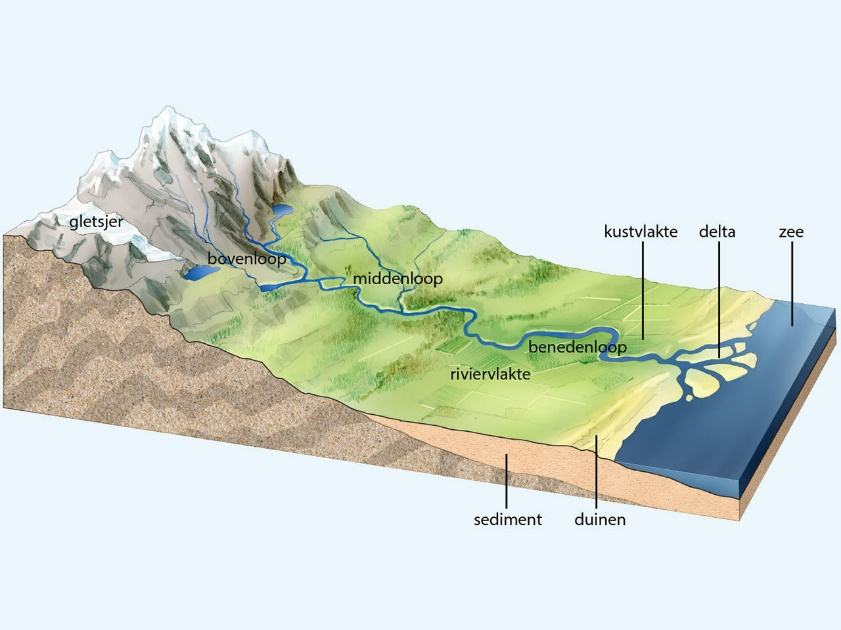 gletsjer
kustvlakte
delta
zee
bovenloop
middenloop
benedenloop
riviervlakte
sediment
duinen